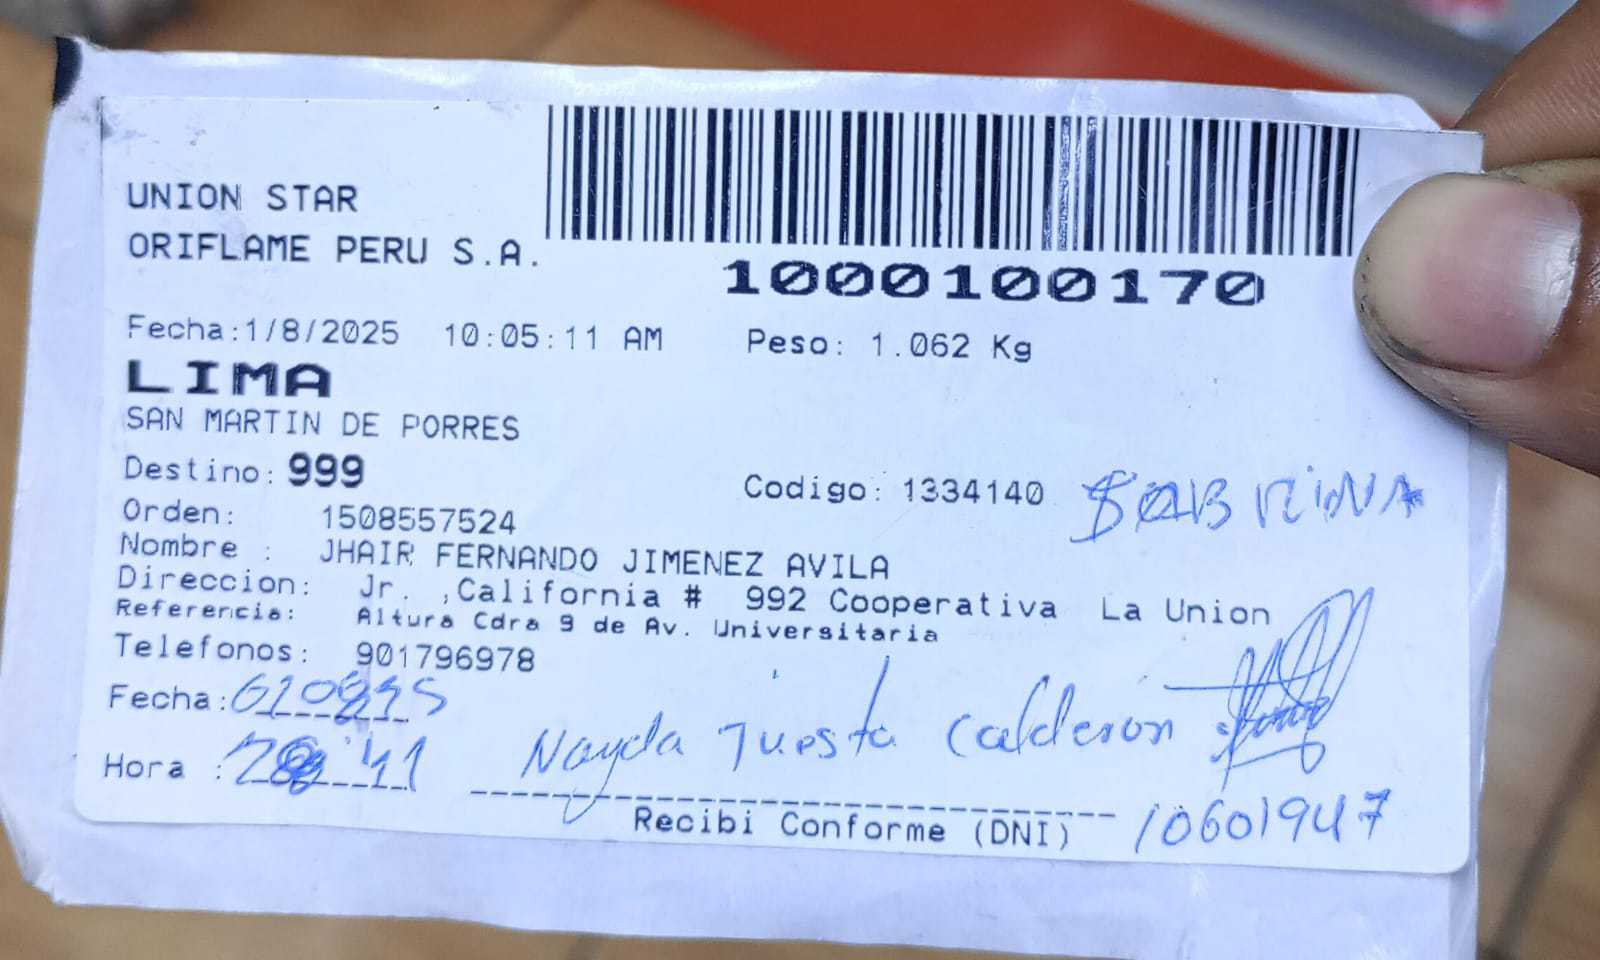 UNION STAR
ORIFLAME PERU S.A.
1000100170
Fecha:1/8/2025 10:05:11 AM Peso: 1.062 Kg
LIMA
SAN MARTIN DE PORRES
Destino: 999
Codigo: 1334140 SABRINA
Orden: 1508557524
Nombre : JHAIR FERNANDO JIMENEZ AVILA
Direccion: Jr. ,California # 992 Cooperativa La Union
Referencia: Altura Cdra 9 de Av. Universitaria
Telefonos: 901796978
Fecha:
Nayda Juesta Calderon
Hora :
Recibi Conforme (DNI) 10601947